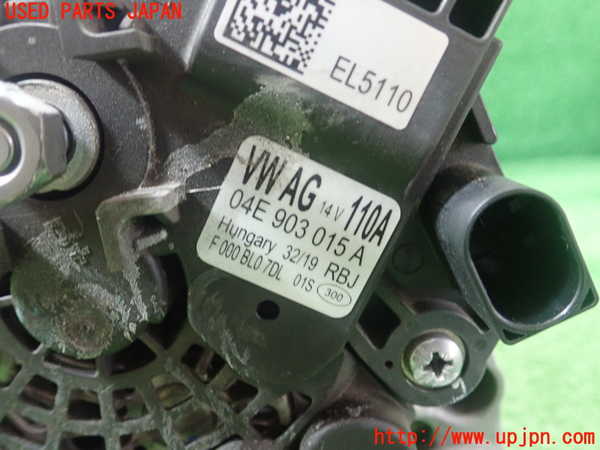 USED PARTS JAPAN
EL5110
VW AG 14 V 110A
04E 903 015 A
Hungary 32/19 RBJ
F 000 BL0 7DL 01S 300
http://www.upjpn.com/